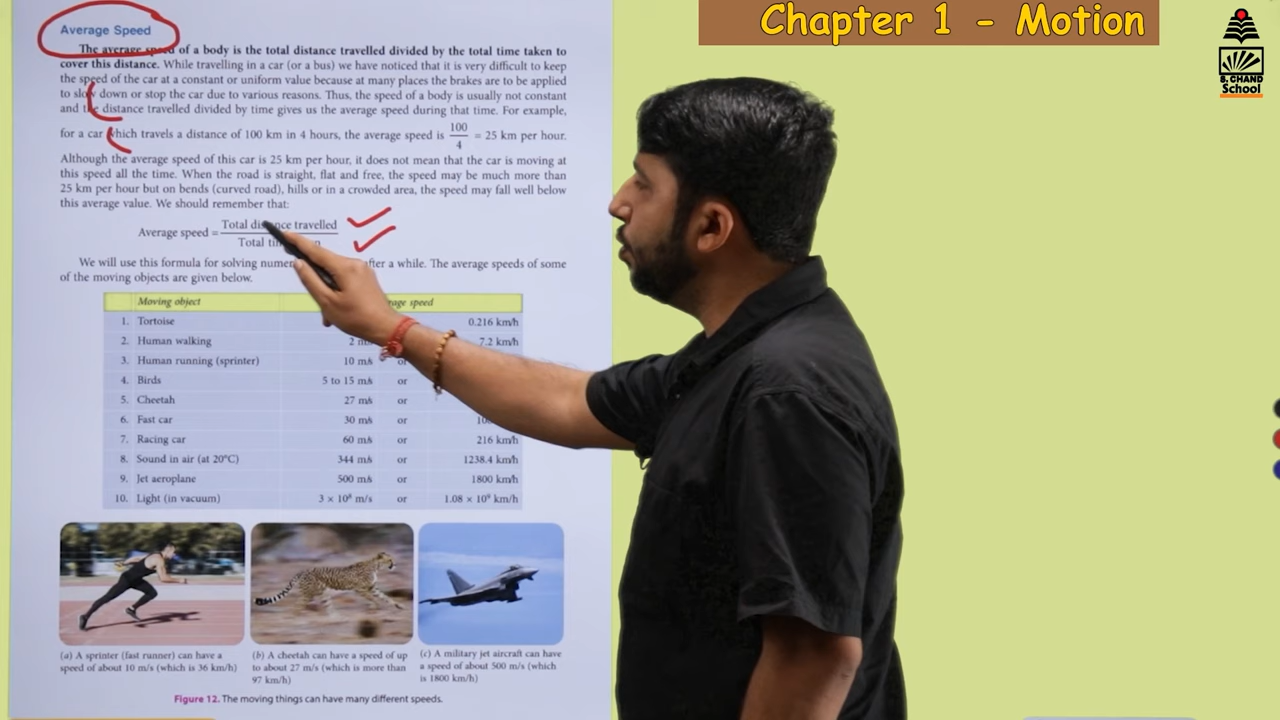 Chapter 1 - Motion
S. CHAND
School
Average Speed
The average speed of a body is the total distance travelled divided by the total time taken to
cover this distance. While travelling in a car (or a bus) we have noticed that it is very difficult to keep
the speed of the car at a constant or uniform value because at many places the brakes are to be applied
to slow down or stop the car due to various reasons. Thus, the speed of a body is usually not constant
and the distance travelled divided by time gives us the average speed during that time. For example,
for a car which travels a distance of 100 km in 4 hours, the average speed is 100/4 = 25 km per hour.
Although the average speed of this car is 25 km per hour, it does not mean that the car is moving at
this speed all the time. When the road is straight, flat and free, the speed may be much more than
25 km per hour but on bends (curved road), hills or in a crowded area, the speed may fall well below
this average value. We should remember that:
Average speed = Total distance travelled
Total
We will use this formula for solving after a while. The average speeds of some
of the moving objects are given below.
Moving object speed
1. Tortoise 0.216 km/h
2. Human walking 2 7.2 km/h
3. Human running (sprinter) 10 m/s or
4. Birds 5 to 15 m/s or
5. Cheetah 27 m/s or
6. Fast car 30 m/s or
7. Racing car 60 m/s or 216 km/h
8. Sound in air (at 20°C) 344 m/s or 1238.4 km/h
9. Jet aeroplane 500 m/s or 1800 km/h
10. Light (in vacuum) 3 × 10⁸ m/s or 1.08 × 10⁹ km/h
(a) A sprinter (fast runner) can have a
speed of about 10 m/s (which is 36 km/h)
(b) A cheetah can have a speed of up
to about 27 m/s (which is more than
97 km/h)
(c) A military jet aircraft can have
a speed of about 500 m/s (which
is 1800 km/h)
Figure 12. The moving things can have many different speeds.